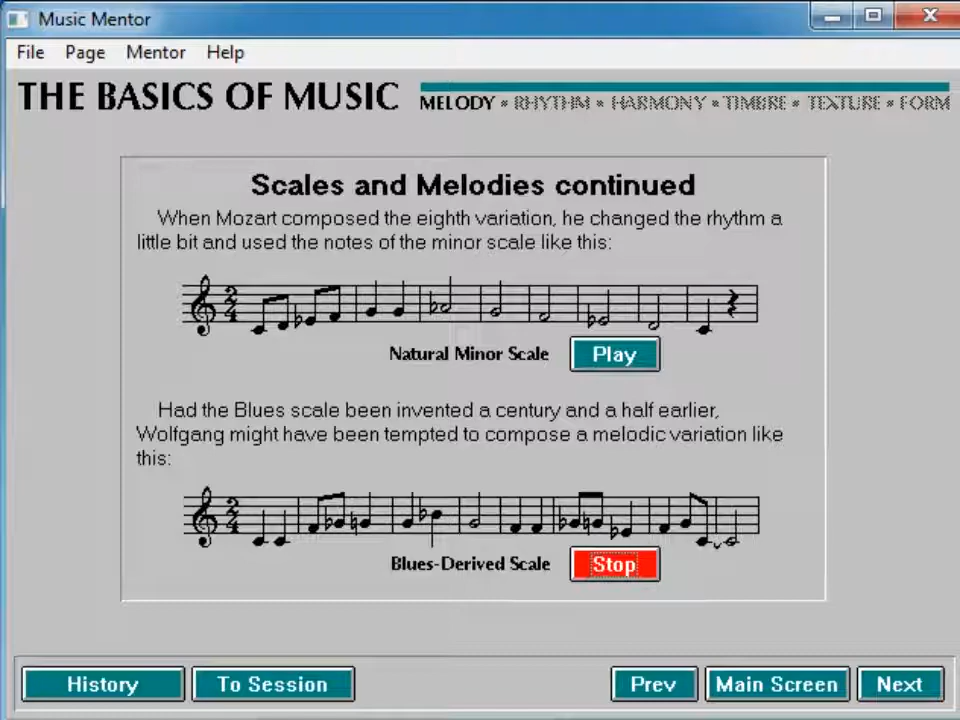 Music Mentor
File Page Mentor Help
THE BASICS OF MUSIC MELODY • RHYTHM • HARMONY • TIMBRE • TEXTURE • FORM
Scales and Melodies continued
When Mozart composed the eighth variation, he changed the rhythm a
little bit and used the notes of the minor scale like this:
2
4
Natural Minor Scale Play
Had the Blues scale been invented a century and a half earlier,
Wolfgang might have been tempted to compose a melodic variation like
this:
2
4
Blues-Derived Scale Stop
History To Session Prev Main Screen Next